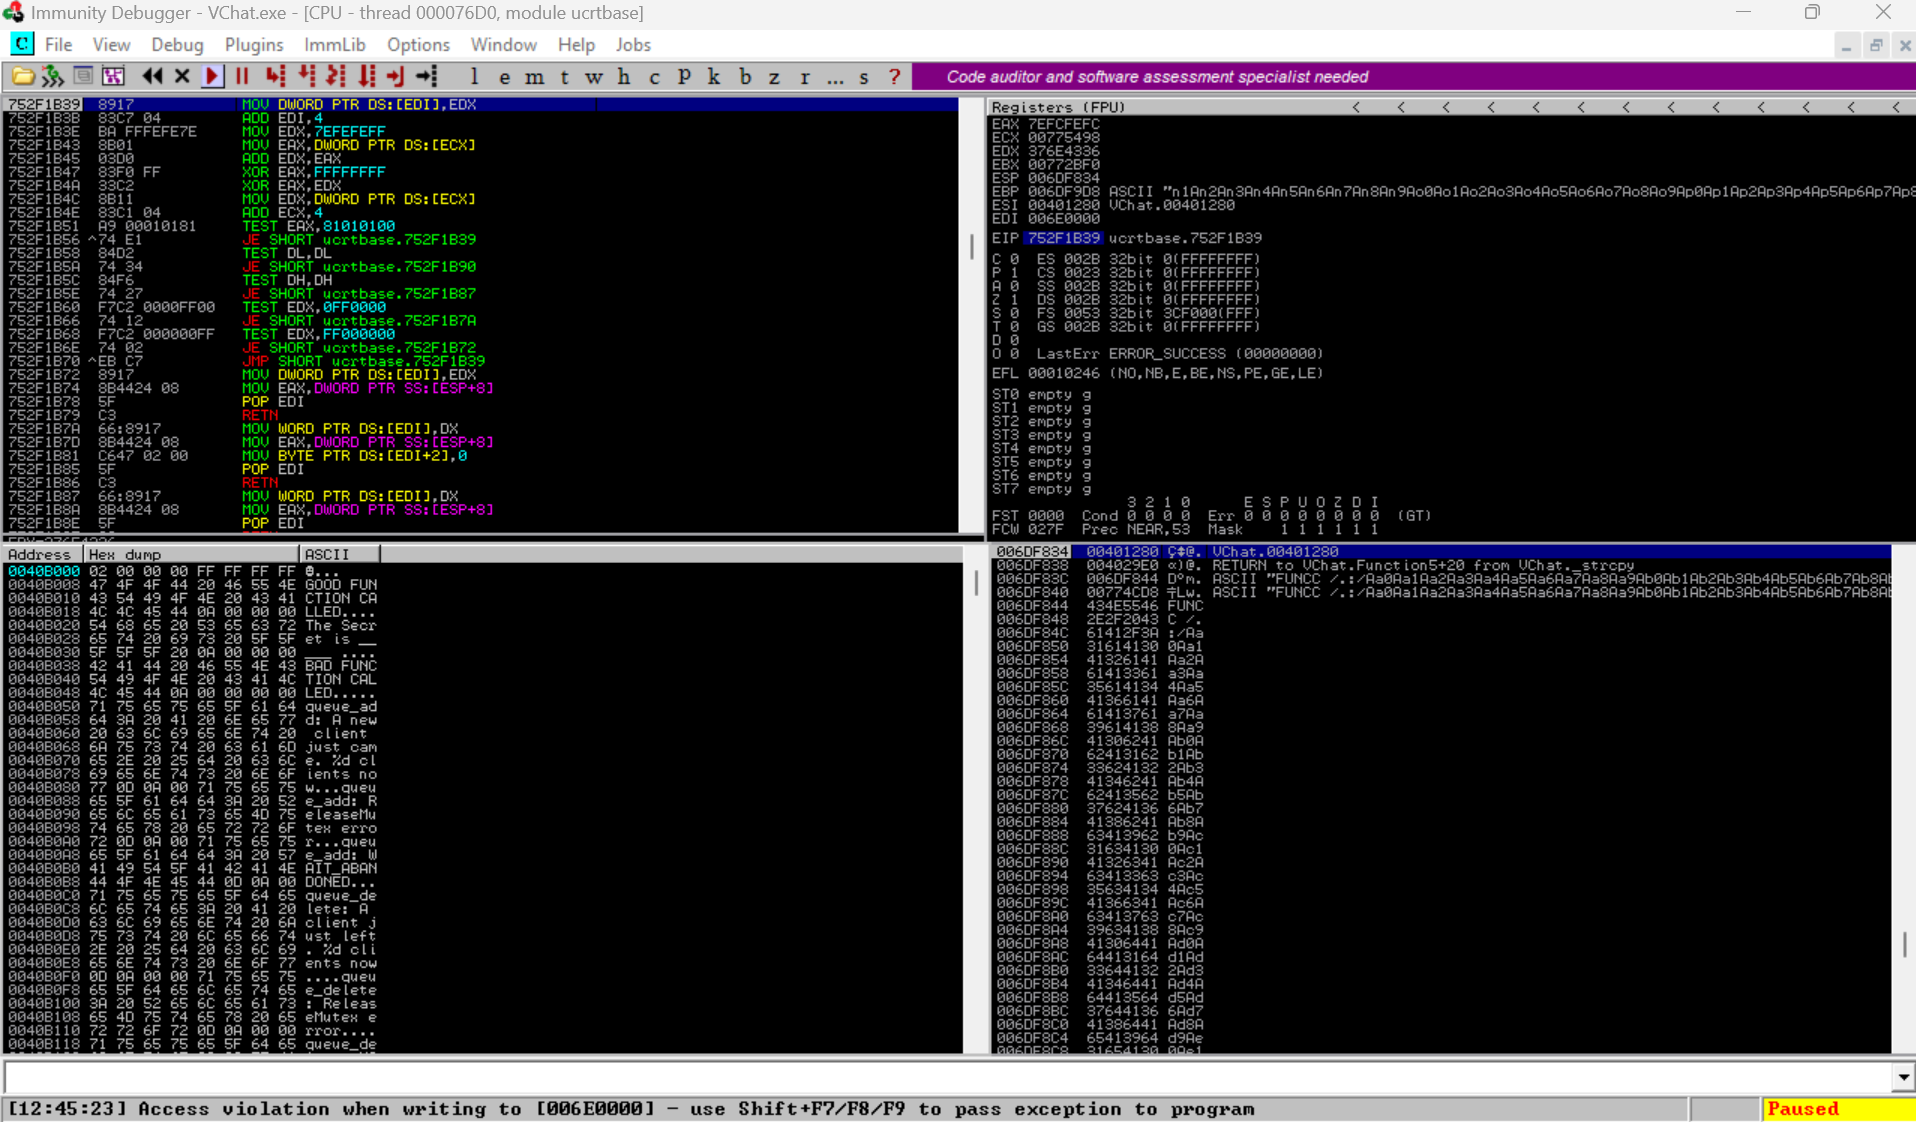 Immunity Debugger - VChat.exe - [CPU - thread 000076D0, module ucrtbase]
C File View Debug Plugins ImmLib Options Window Help Jobs
l e m t w h c P k b z r ... s ? Code auditor and software assessment specialist needed
752F1B39 8917 MOV DWORD PTR DS:[EDI],EDX
752F1B3B 83C7 04 ADD EDI,4
752F1B3E BA FFFEFE7E MOV EDX,7EFEFEFF
752F1B43 8B01 MOV EAX,DWORD PTR DS:[ECX]
752F1B45 03D0 ADD EDX,EAX
752F1B47 83F0 FF XOR EAX,FFFFFFFF
752F1B4A 33C2 XOR EAX,EDX
752F1B4C 8B11 MOV EDX,DWORD PTR DS:[ECX]
752F1B4E 83C1 04 ADD ECX,4
752F1B51 A9 00010181 TEST EAX,81010100
752F1B56 ^74 E1 JE SHORT ucrtbase.752F1B39
752F1B58 84D2 TEST DL,DL
752F1B5A 74 34 JE SHORT ucrtbase.752F1B90
752F1B5C 84F6 TEST DH,DH
752F1B5E 74 27 JE SHORT ucrtbase.752F1B87
752F1B60 F7C2 0000FF00 TEST EDX,0FF0000
752F1B66 74 12 JE SHORT ucrtbase.752F1B7A
752F1B68 F7C2 000000FF TEST EDX,FF000000
752F1B6E 74 02 JE SHORT ucrtbase.752F1B72
752F1B70 ^EB C7 JMP SHORT ucrtbase.752F1B39
752F1B72 8917 MOV DWORD PTR DS:[EDI],EDX
752F1B74 8B4424 08 MOV EAX,DWORD PTR SS:[ESP+8]
752F1B78 5F POP EDI
752F1B79 C3 RETN
752F1B7A 66:8917 MOV WORD PTR DS:[EDI],DX
752F1B7D 8B4424 08 MOV EAX,DWORD PTR SS:[ESP+8]
752F1B81 C647 02 00 MOV BYTE PTR DS:[EDI+2],0
752F1B85 5F POP EDI
752F1B86 C3 RETN
752F1B87 66:8917 MOV WORD PTR DS:[EDI],DX
752F1B8A 8B4424 08 MOV EAX,DWORD PTR SS:[ESP+8]
752F1B8E 5F POP EDI
Registers (FPU) < < < < < < < < < < < < <
EAX 7EFCFEFC
ECX 00775498
EDX 376E4336
EBX 00772BF0
ESP 006DF834
EBP 006DF9D8 ASCII "n1An2An3An4An5An6An7An8An9Ao0Ao1Ao2Ao3Ao4Ao5Ao6Ao7Ao8Ao9Ap0Ap1Ap2Ap3Ap4Ap5Ap6Ap7Ap8
ESI 00401280 VChat.00401280
EDI 006E0000
EIP 752F1B39 ucrtbase.752F1B39
C 0 ES 002B 32bit 0(FFFFFFFF)
P 1 CS 0023 32bit 0(FFFFFFFF)
A 0 SS 002B 32bit 0(FFFFFFFF)
Z 1 DS 002B 32bit 0(FFFFFFFF)
S 0 FS 0053 32bit 3CF000(FFF)
T 0 GS 002B 32bit 0(FFFFFFFF)
D 0
O 0 LastErr ERROR_SUCCESS (00000000)
EFL 00010246 (NO,NB,E,BE,NS,PE,GE,LE)
ST0 empty g
ST1 empty g
ST2 empty g
ST3 empty g
ST4 empty g
ST5 empty g
ST6 empty g
ST7 empty g
3 2 1 0 E S P U O Z D I
FST 0000 Cond 0 0 0 0 Err 0 0 0 0 0 0 0 0 (GT)
FCW 027F Prec NEAR,53 Mask 1 1 1 1 1 1
Address Hex dump ASCII
0040B000 02 00 00 00 FF FF FF FF ☻...
0040B008 47 4F 4F 44 20 46 55 4E GOOD FUN
0040B010 43 54 49 4F 4E 20 43 41 CTION CA
0040B018 4C 4C 45 44 0A 00 00 00 LLED....
0040B020 54 68 65 20 53 65 63 72 The Secr
0040B028 65 74 20 69 73 20 5F 5F et is __
0040B030 5F 5F 5F 20 0A 00 00 00 ___ ....
0040B038 42 41 44 20 46 55 4E 43 BAD FUNC
0040B040 54 49 4F 4E 20 43 41 4C TION CAL
0040B048 4C 45 44 0A 00 00 00 00 LED.....
0040B050 71 75 65 75 65 5F 61 64 queue_ad
0040B058 64 3A 20 41 20 6E 65 77 d: A new
0040B060 20 63 6C 69 65 6E 74 20 client
0040B068 6A 75 73 74 20 63 61 6D just cam
0040B070 65 2E 20 25 64 20 63 6C e. %d cl
0040B078 69 65 6E 74 73 20 6E 6F ients no
0040B080 77 0D 0A 00 71 75 65 75 w...queu
0040B088 65 5F 61 64 64 3A 20 52 e_add: R
0040B090 65 6C 65 61 73 65 4D 75 eleaseMu
0040B098 74 65 78 20 65 72 72 6F tex erro
0040B0A0 72 0D 0A 00 71 75 65 75 r...queu
0040B0A8 65 5F 61 64 64 3A 20 57 e_add: W
0040B0B0 41 49 54 5F 41 42 41 4E AIT_ABAN
0040B0B8 44 4F 4E 45 44 0D 0A 00 DONED...
0040B0C0 71 75 65 75 65 5F 64 65 queue_de
0040B0C8 6C 65 74 65 3A 20 41 20 lete: A
0040B0D0 63 6C 69 65 6E 74 20 6A client j
0040B0D8 75 73 74 20 6C 65 66 74 ust left
0040B0E0 2E 20 25 64 20 63 6C 69 . %d cli
0040B0E8 65 6E 74 73 20 6E 6F 77 ents now
0040B0F0 0D 0A 00 00 71 75 65 75 ....queu
0040B0F8 65 5F 64 65 6C 65 74 65 e_delete
0040B100 3A 20 52 65 6C 65 61 73 : Releas
0040B108 65 4D 75 74 65 78 20 65 eMutex e
0040B110 72 72 6F 72 0D 0A 00 00 rror....
0040B118 71 75 65 75 65 5F 64 65 queue_de
006DF834 00401280 Ç‡@. VChat.00401280
006DF838 004029E0 α)@. RETURN to VChat.Function5+20 from VChat._strcpy
006DF83C 006DF844 D°m. ASCII "FUNCC /.:/Aa0Aa1Aa2Aa3Aa4Aa5Aa6Aa7Aa8Aa9Ab0Ab1Ab2Ab3Ab4Ab5Ab6Ab7Ab8Ab
006DF840 00774CD8 ╪Lw. ASCII "FUNCC /.:/Aa0Aa1Aa2Aa3Aa4Aa5Aa6Aa7Aa8Aa9Ab0Ab1Ab2Ab3Ab4Ab5Ab6Ab7Ab8Ab
006DF844 434E5546 FUNC
006DF848 2E2F2043 C /.
006DF84C 61412F3A :/Aa
006DF850 31614130 0Aa1
006DF854 41326141 Aa2A
006DF858 61413361 a3Aa
006DF85C 35614134 4Aa5
006DF860 41366141 Aa6A
006DF864 61413761 a7Aa
006DF868 39614138 8Aa9
006DF86C 41306241 Ab0A
006DF870 62413162 b1Ab
006DF874 33624132 2Ab3
006DF878 41346241 Ab4A
006DF87C 62413562 b5Ab
006DF880 37624136 6Ab7
006DF884 41386241 Ab8A
006DF888 63413962 b9Ac
006DF88C 31634130 0Ac1
006DF890 41326341 Ac2A
006DF894 63413363 c3Ac
006DF898 35634134 4Ac5
006DF89C 41366341 Ac6A
006DF8A0 63413763 c7Ac
006DF8A4 39634138 8Ac9
006DF8A8 41306441 Ad0A
006DF8AC 64413164 d1Ad
006DF8B0 33644132 2Ad3
006DF8B4 41346441 Ad4A
006DF8B8 64413564 d5Ad
006DF8BC 37644136 6Ad7
006DF8C0 41386441 Ad8A
006DF8C4 65413964 d9Ae
006DF8C8 31654130 0Ae1
[12:45:23] Access violation when writing to [006E0000] - use Shift+F7/F8/F9 to pass exception to program
Paused